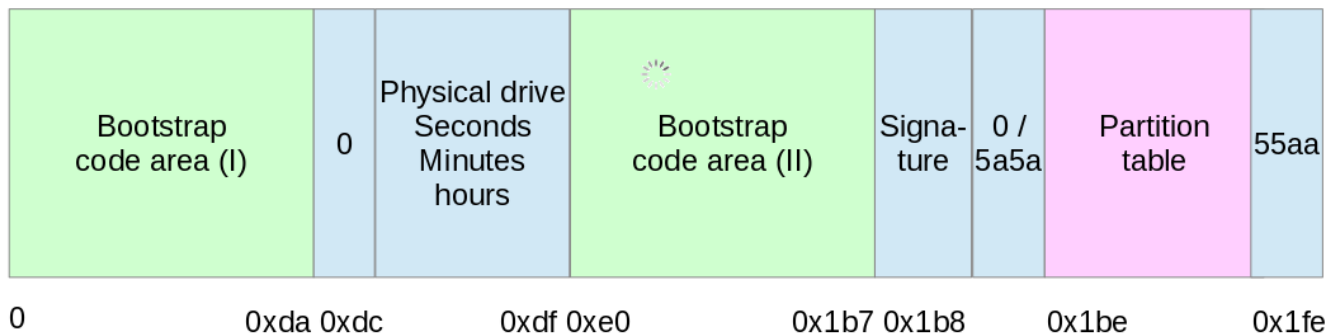 Bootstrap
code area (I)
0
Physical drive
Seconds
Minutes
hours
Bootstrap
code area (II)
Signa-
ture
0 /
5a5a
Partition
table
55aa
0 0xda 0xdc 0xdf 0xe0 0x1b7 0x1b8 0x1be 0x1fe